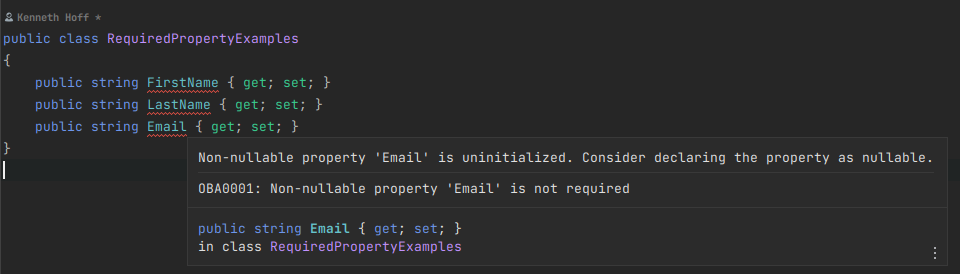 Kenneth Hoff *
public class RequiredPropertyExamples
{
    public string FirstName { get; set; }
    public string LastName { get; set; }
    public string Email { get; set; }
}
Non-nullable property 'Email' is uninitialized. Consider declaring the property as nullable.
OBA0001: Non-nullable property 'Email' is not required
public string Email { get; set; }
in class RequiredPropertyExamples